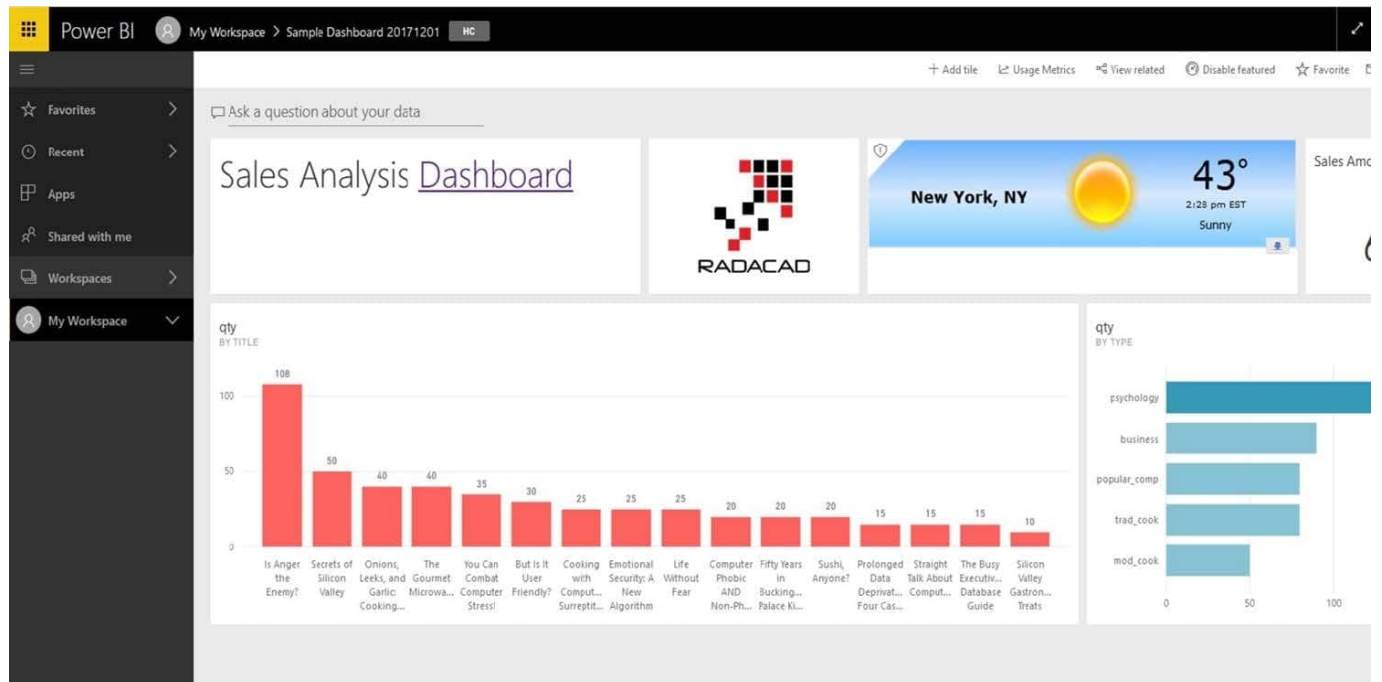 Power BI
My Workspace > Sample Dashboard 20171201
HC
+ Add tile
Usage Metrics
View related
Disable featured
Favorite
Favorites
Recent
Apps
Shared with me
Workspaces
My Workspace
Ask a question about your data
Sales Analysis Dashboard
RADACAD
New York, NY
43°
2:28 pm EST
Sunny
Sales Amo
qty
BY TITLE
108
100
50
50
40
40
35
30
25
25
25
20
20
20
15
15
15
10
0
Is Anger
the
Enemy?
Secrets of
Silicon
Valley
Onions,
Leeks, and
Garlic:
Cooking...
The
Gourmet
Microwa...
You Can
Combat
Computer
Stress!
But Is It
User
Friendly?
Cooking
with
Comput...
Surreptit...
Emotional
Security: A
New
Algorithm
Life
Without
Fear
Computer
Phobic
AND
Non-Ph...
Fifty Years
in
Bucking...
Palace Ki...
Sushi,
Anyone?
Prolonged
Data
Deprivat...
Four Cas...
Straight
Talk About
Comput...
The Busy
Executiv...
Database
Guide
Silicon
Valley
Gastron...
Treats
qty
BY TYPE
psychology
business
popular_comp
trad_cook
mod_cook
0
50
100